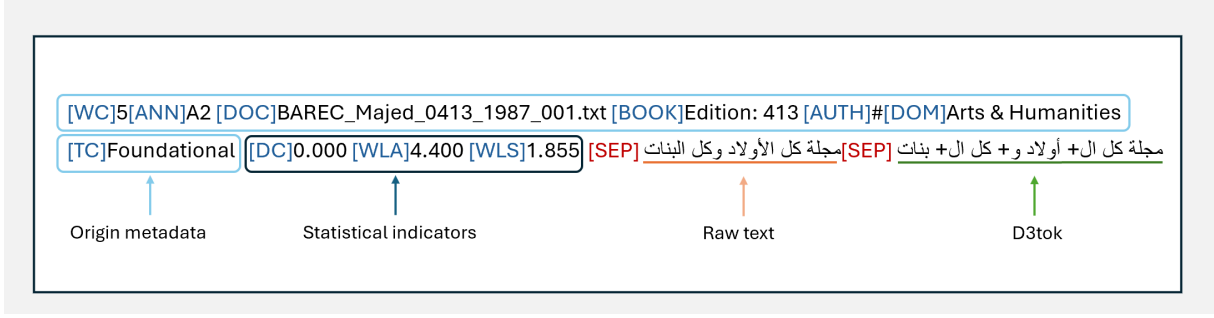 [WC]5[ANN]A2 [DOC]BAREC_Majed_0413_1987_001.txt [BOOK]Edition: 413 [AUTH]#[DOM]Arts & Humanities
[TC]Foundational [DC]0.000 [WLA]4.400 [WLS]1.855 [SEP] مجلة كل الأولاد وكل البنات [SEP] مجلة كل ال+ أولاد و+ كل ال+ بنات
Origin metadata Statistical indicators Raw text D3tok